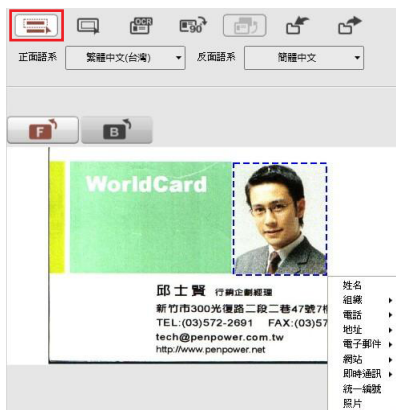 OCR
90°
正面語系 繁體中文(台灣) 反面語系 簡體中文
F B
WorldCard
邱士賢 行銷企劃經理
新竹市300光復路二段二巷47號7
TEL:(03)572-2691 FAX:(03)57
tech@penpower.com.tw
http://www.penpower.net
姓名
組織
電話
地址
電子郵件
網站
即時通訊
統一編號
照片